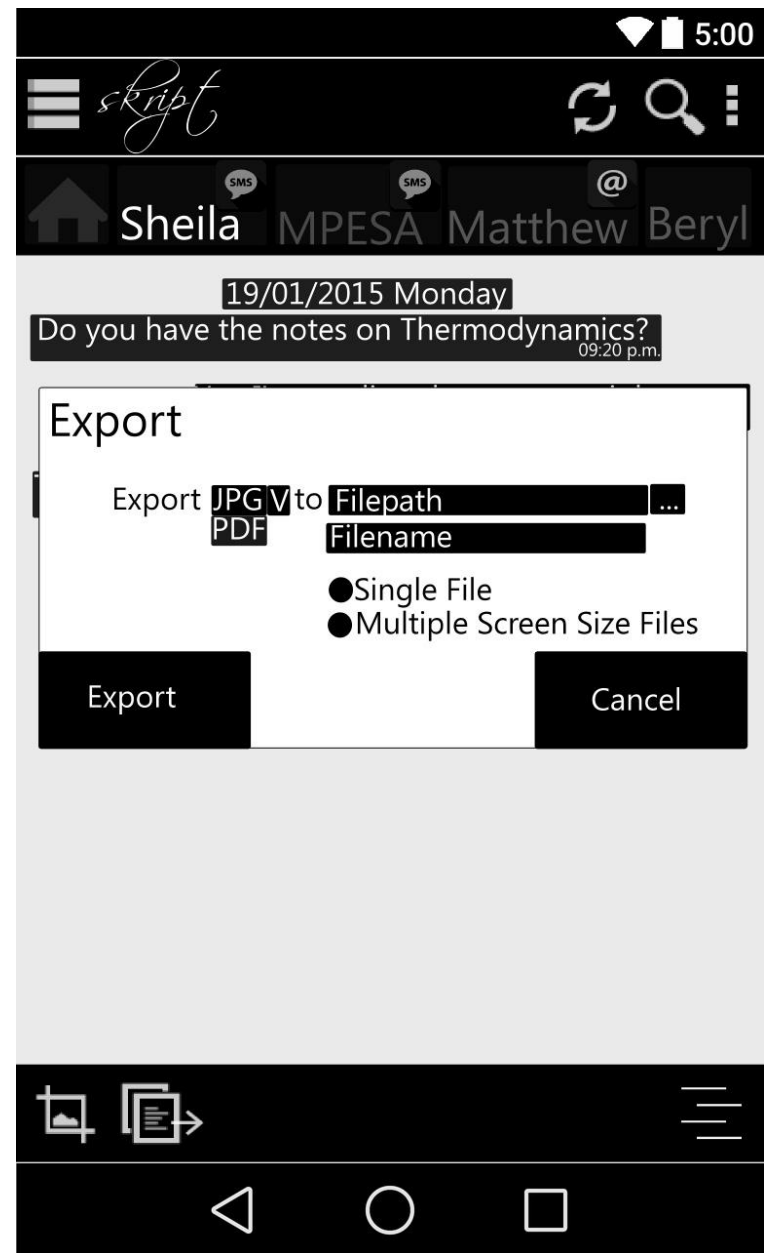 5:00
skript
SMS SMS @
Sheila MPESA Matthew Beryl
19/01/2015 Monday
Do you have the notes on Thermodynamics?
09:20 p.m.
Export
Export JPG V to Filepath ...
PDF Filename
Single File
Multiple Screen Size Files
Export Cancel